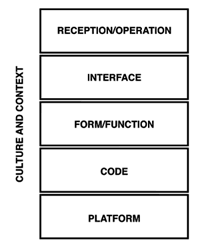 CULTURE AND CONTEXT
RECEPTION/OPERATION
INTERFACE
FORM/FUNCTION
CODE
PLATFORM